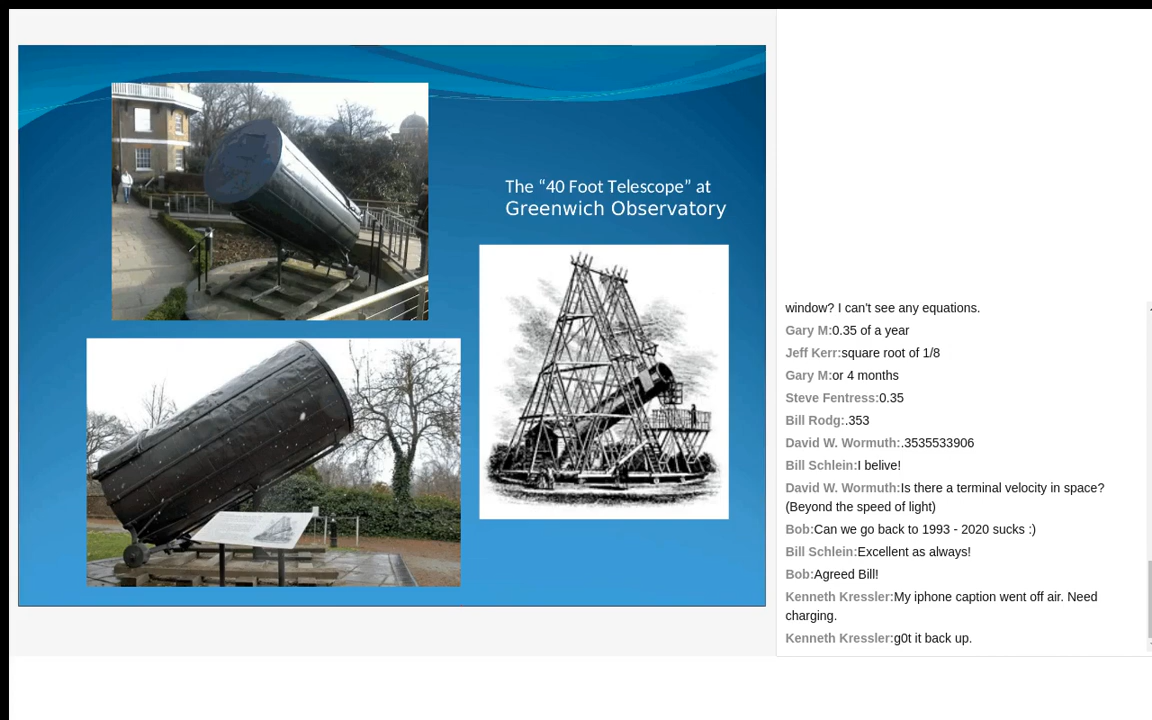 The “40 Foot Telescope” at
Greenwich Observatory
window? I can't see any equations.
Gary M:0.35 of a year
Jeff Kerr:square root of 1/8
Gary M:or 4 months
Steve Fentress:0.35
Bill Rodg:.353
David W. Wormuth:.3535533906
Bill Schlein:I belive!
David W. Wormuth:Is there a terminal velocity in space?
(Beyond the speed of light)
Bob:Can we go back to 1993 - 2020 sucks :)
Bill Schlein:Excellent as always!
Bob:Agreed Bill!
Kenneth Kressler:My iphone caption went off air. Need
charging.
Kenneth Kressler:g0t it back up.